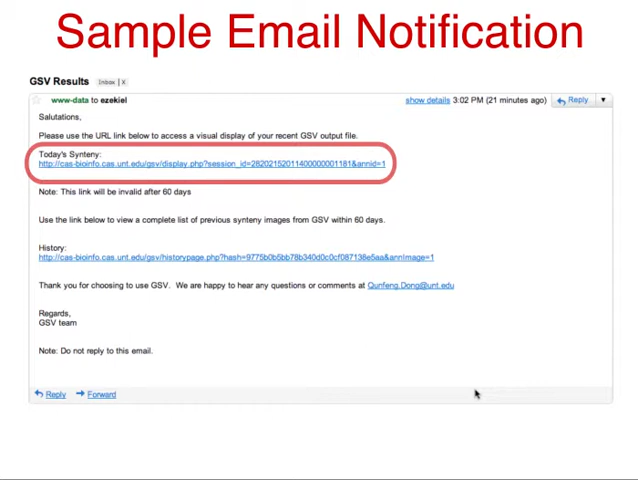 Sample Email Notification
GSV Results Inbox | X
www-data to ezekiel show details 3:02 PM (21 minutes ago) Reply
Salutations,
Please use the URL link below to access a visual display of your recent GSV output file.
Today's Synteny:
http://cas-bioinfo.cas.unt.edu/gsv/display.php?session_id=28202152011400000001181&annid=1
Note: This link will be invalid after 60 days
Use the link below to view a complete list of previous synteny images from GSV within 60 days.
History:
http://cas-bioinfo.cas.unt.edu/gsv/historypage.php?hash=9775b0b5bb78b340d0c0cf087138e5aa&annImage=1
Thank you for choosing to use GSV. We are happy to hear any questions or comments at Qunfeng.Dong@unt.edu
Regards,
GSV team
Note: Do not reply to this email.
Reply Forward